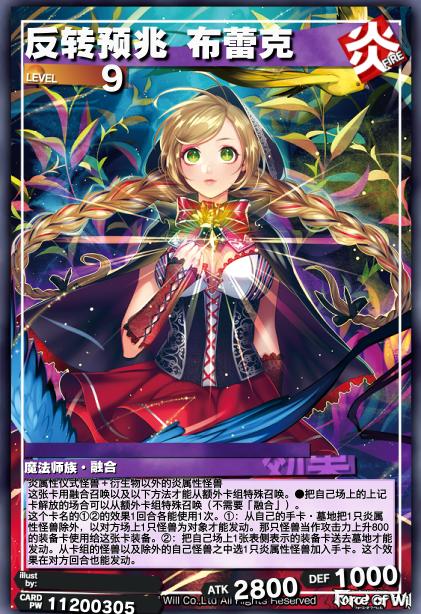 反转预兆 布蕾克
炎
FIRE
LEVEL 9
魔法师族·融合
炎属性仪式怪兽＋衍生物以外的炎属性怪兽
这张卡用融合召唤以及以下方法才能从额外卡组特殊召唤。●把自己场上的上记
卡解放的场合可以从额外卡组特殊召唤（不需要「融合」）。
这个卡名的①②的效果1回合各能使用1次。①：从自己的手卡·墓地把1只炎属
性怪兽除外，以对方场上1只怪兽为对象才能发动。那只怪兽当作攻击力上升800
的装备卡使用给这张卡装备。②：把自己场上1张表侧表示的装备卡送去墓地才能
发动。从卡组的怪兽以及除外的自己怪兽之中选1只炎属性怪兽加入手卡。这个效
果在对方回合也能发动。
illust by:
ATK 2800 DEF 1000
CARD PW 11200305
Will Co.,Ltd All Rights Reserved
Force of Wil